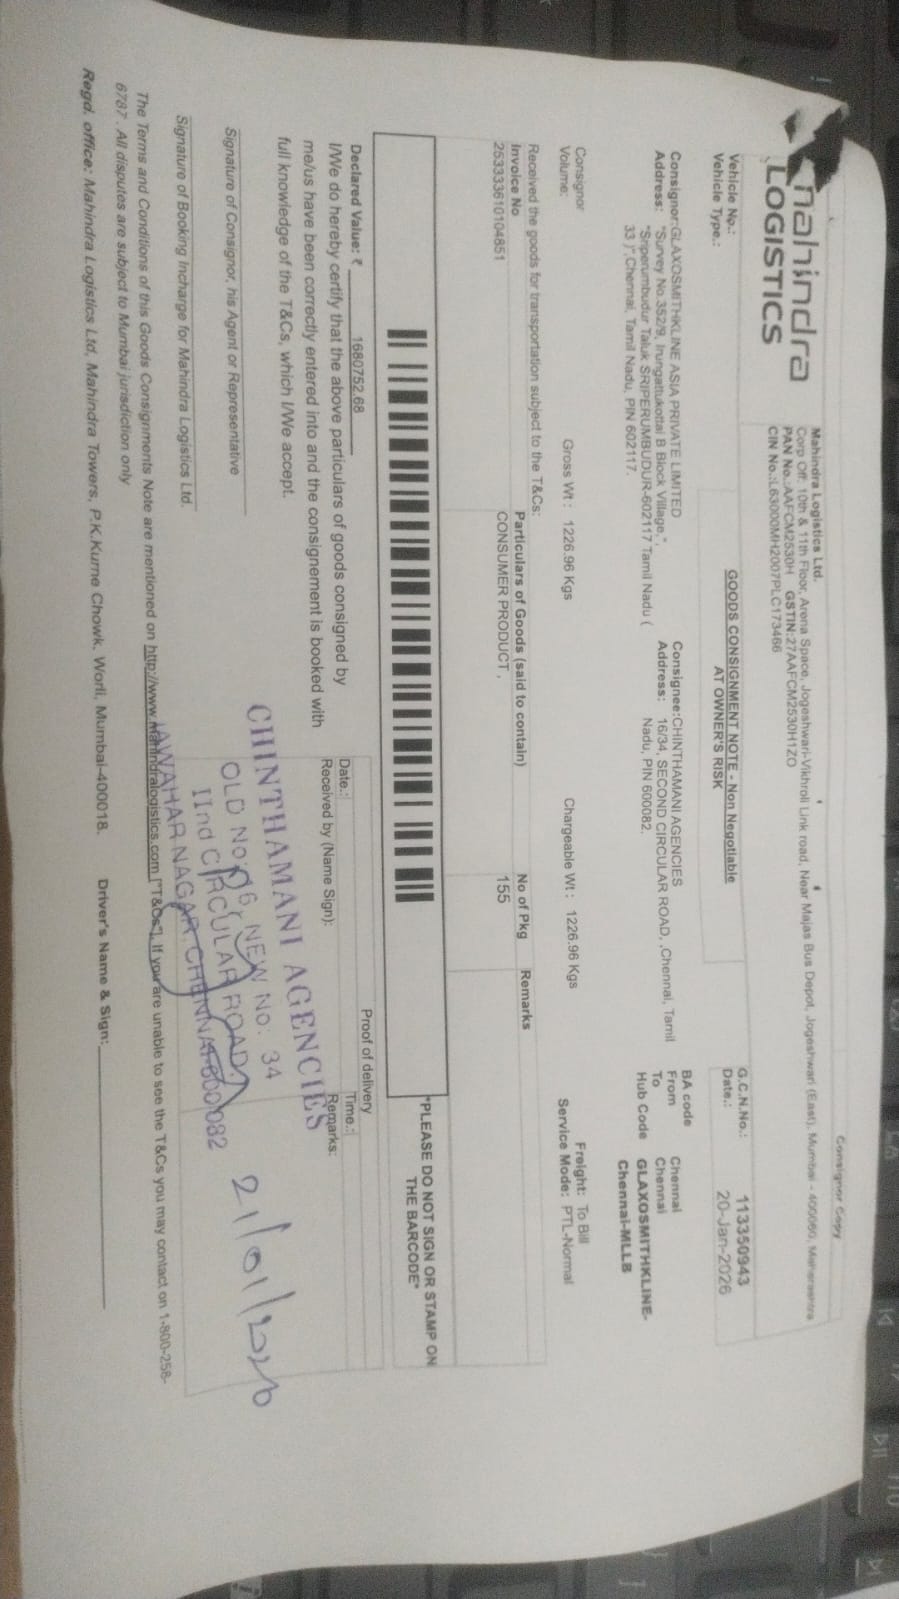 Consignor Copy
mahindra
LOGISTICS
Mahindra Logistics Ltd.
Corp Off: 10th & 11th Floor, Arena Space, Jogeshwari-Vikhroli Link road, Near Majas Bus Depot, Jogeshwari (East), Mumbai - 400060, Maharashtra
PAN No.:AAFCM2530H GSTIN:27AAFCM2530H1ZO
CIN No.:L63000MH2007PLC173466
GOODS CONSIGNMENT NOTE - Non Negotiable
AT OWNER'S RISK
Vehicle No.:
Vehicle Type.:
G.C.N.No.: 113350943
Date.: 20-Jan-2026
Consignor:GLAXOSMITHKLINE ASIA PRIVATE LIMITED
Address: "Survey No.352/9, Irungattukottai B Block Village,",
"Sriperumbudur Taluk SRIPERUMBUDUR-602117 Tamil Nadu (
33 )",Chennai, Tamil Nadu, PIN 602117.
Consignee:CHINTHAMANI AGENCIES
Address: 16/34, SECOND CIRCULAR ROAD, ,Chennai, Tamil
Nadu, PIN 600082.
BA code
From Chennai
To Chennai
Hub Code GLAXOSMITHKLINE-
Chennai-MLLB
Consignor
Volume:
Gross Wt : 1226.96 Kgs
Chargeable Wt : 1226.96 Kgs
Freight: To Bill
Service Mode: PTL-Normal
Received the goods for transportation subject to the T&Cs:
Invoice No Particulars of Goods (said to contain) No of Pkg Remarks
253333610104851 CONSUMER PRODUCT , 155
"PLEASE DO NOT SIGN OR STAMP ON
THE BARCODE"
Declared Value: ₹ 1680752.68
I/We do hereby certify that the above particulars of goods consigned by
me/us have been correctly entered into and the consignement is booked with
full knowledge of the T&Cs, which I/We accept.
Proof of delivery
Date.: Time.:
Received by (Name Sign): Remarks:
CHINTHAMANI AGENCIES
OLD No: 16, NEW NO: 34
IInd CIRCULAR ROAD,
JAWAHAR NAGAR, CHENNAI-600 082
21/01/2026
Signature of Consignor, his Agent or Representative
Signature of Booking Incharge for Mahindra Logistics Ltd.
The Terms and Conditions of this Goods Consignments Note are mentioned on http://www.mahindralogistics.com ["T&Cs"]. If you are unable to see the T&Cs you may contact on 1-800-258-
6787 . All disputes are subject to Mumbai jurisdiction only
Regd. office: Mahindra Logistics Ltd, Mahindra Towers, P.K.Kurne Chowk, Worli, Mumbai-400018. Driver's Name & Sign: